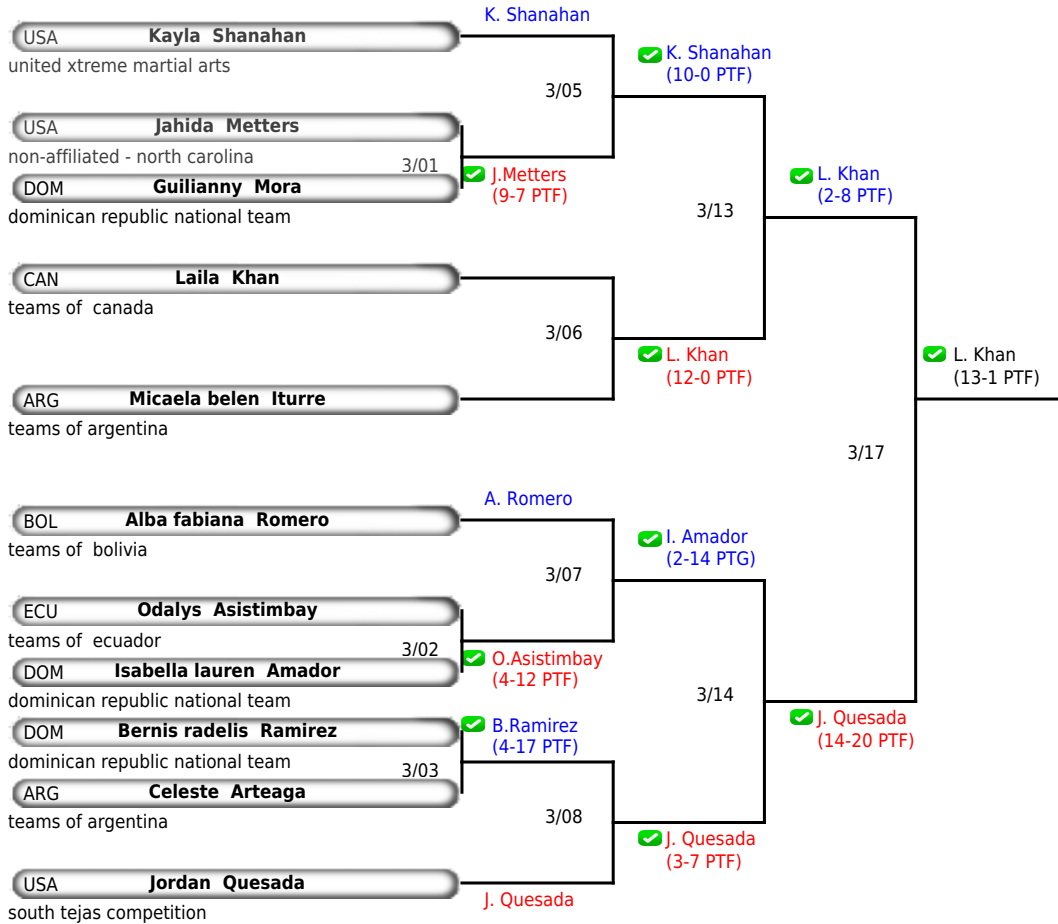 K. Shanahan
USA Kayla Shanahan
united xtreme martial arts
K. Shanahan
(10-0 PTF)
3/05
USA Jahida Metters
non-affiliated - north carolina
3/01
J.Metters
(9-7 PTF)
DOM Guilianny Mora
dominican republic national team
L. Khan
(2-8 PTF)
3/13
CAN Laila Khan
teams of canada
3/06
L. Khan
(12-0 PTF)
L. Khan
(13-1 PTF)
ARG Micaela belen Iturre
teams of argentina
3/17
A. Romero
BOL Alba fabiana Romero
teams of bolivia
I. Amador
(2-14 PTG)
3/07
ECU Odalys Asistimbay
teams of ecuador
3/02
O.Asistimbay
(4-12 PTF)
DOM Isabella lauren Amador
dominican republic national team
3/14
J. Quesada
(14-20 PTF)
DOM Bernis radelis Ramirez
dominican republic national team
B.Ramirez
(4-17 PTF)
3/03
ARG Celeste Arteaga
teams of argentina
3/08
J. Quesada
(3-7 PTF)
USA Jordan Quesada
south tejas competition
J. Quesada